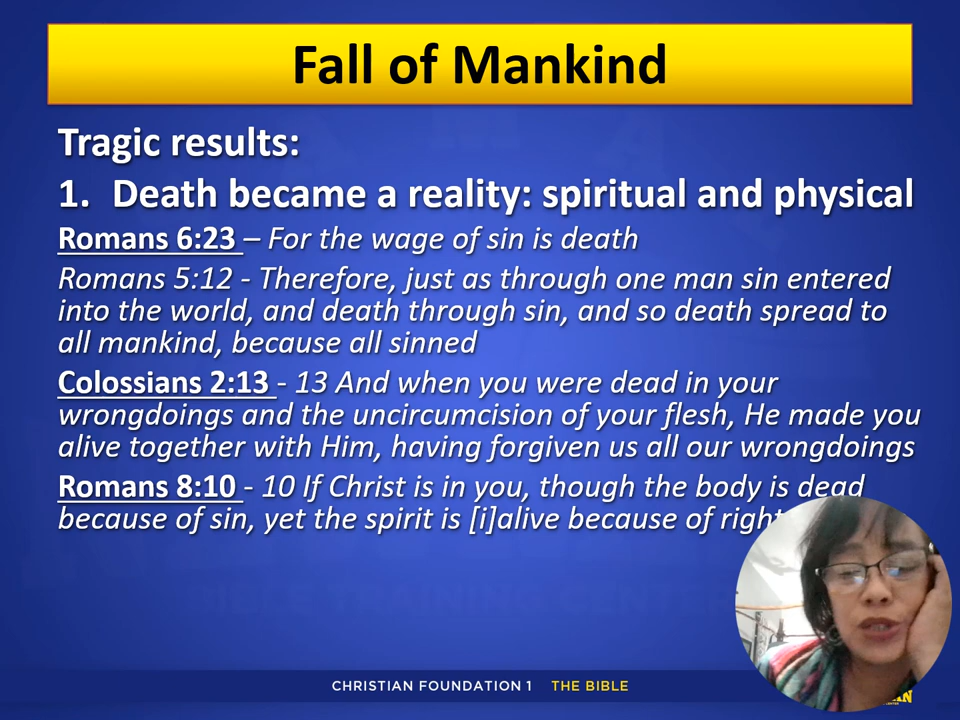 Fall of Mankind
Tragic results:
1. Death became a reality: spiritual and physical
Romans 6:23 – For the wage of sin is death
Romans 5:12 - Therefore, just as through one man sin entered
into the world, and death through sin, and so death spread to
all mankind, because all sinned
Colossians 2:13 - 13 And when you were dead in your
wrongdoings and the uncircumcision of your flesh, He made you
alive together with Him, having forgiven us all our wrongdoings
Romans 8:10 - 10 If Christ is in you, though the body is dead
because of sin, yet the spirit is [i]alive because of
CHRISTIAN FOUNDATION 1 THE BIBLE